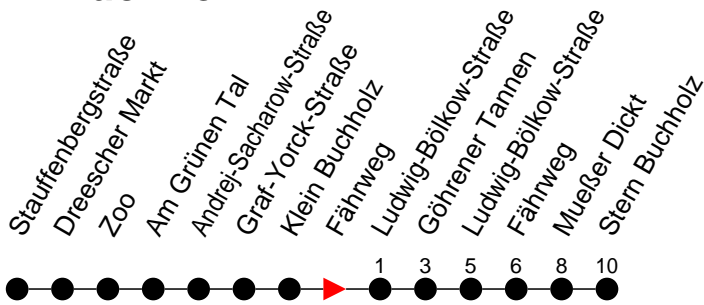 Stauffenbergstraße
Dreescher Markt
Zoo
Am Grünen Tal
Andrej-Sacharow-Straße
Graf-Yorck-Straße
Klein Buchholz
Fährweg
Ludwig-Bölkow-Straße
Göhrener Tannen
Ludwig-Bölkow-Straße
Fährweg
Mueßer Dickt
Stern Buchholz
1 3 5 6 8 10